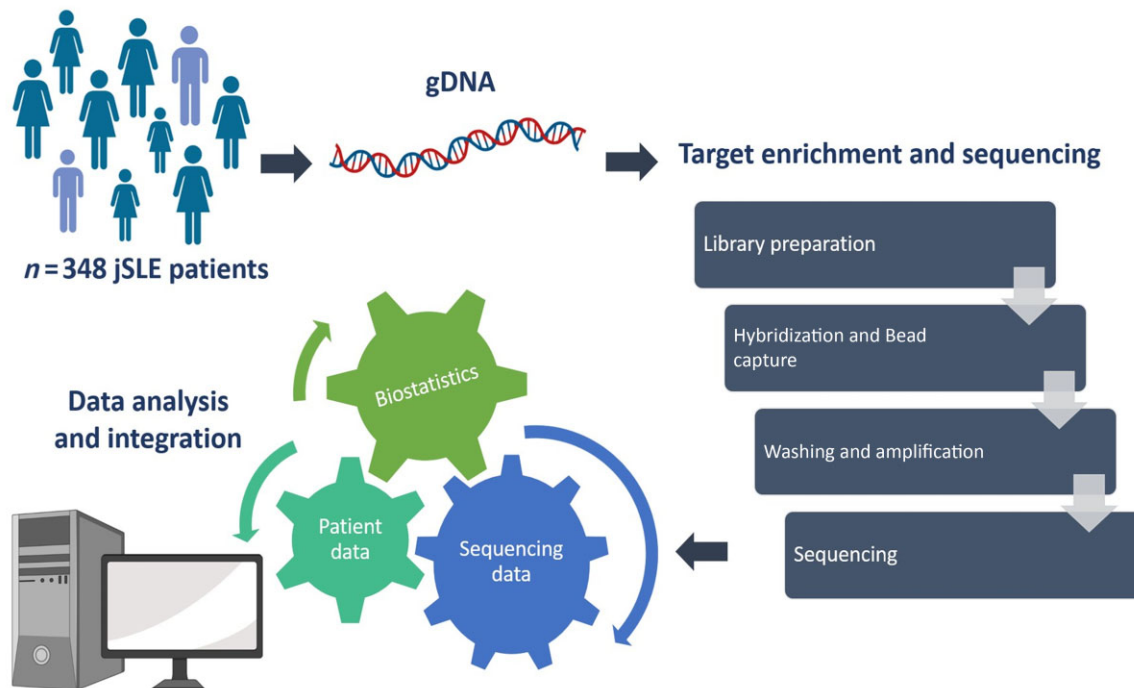 gDNA
n = 348 jSLE patients
Target enrichment and sequencing
Library preparation
Hybridization and Bead
capture
Washing and amplification
Sequencing
Data analysis
and integration
Biostatistics
Patient
data
Sequencing
data